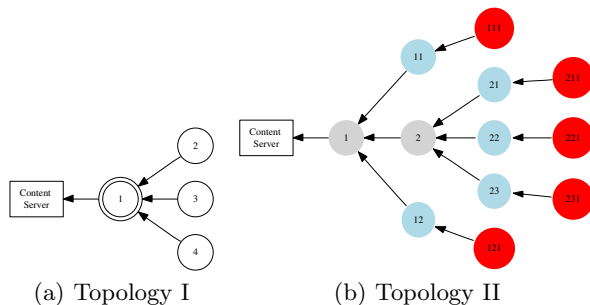 111
11
211
21
2
Content
Server
1
3
4
Content
Server
1
2
22
221
23
231
12
121
(a) Topology I
(b) Topology II